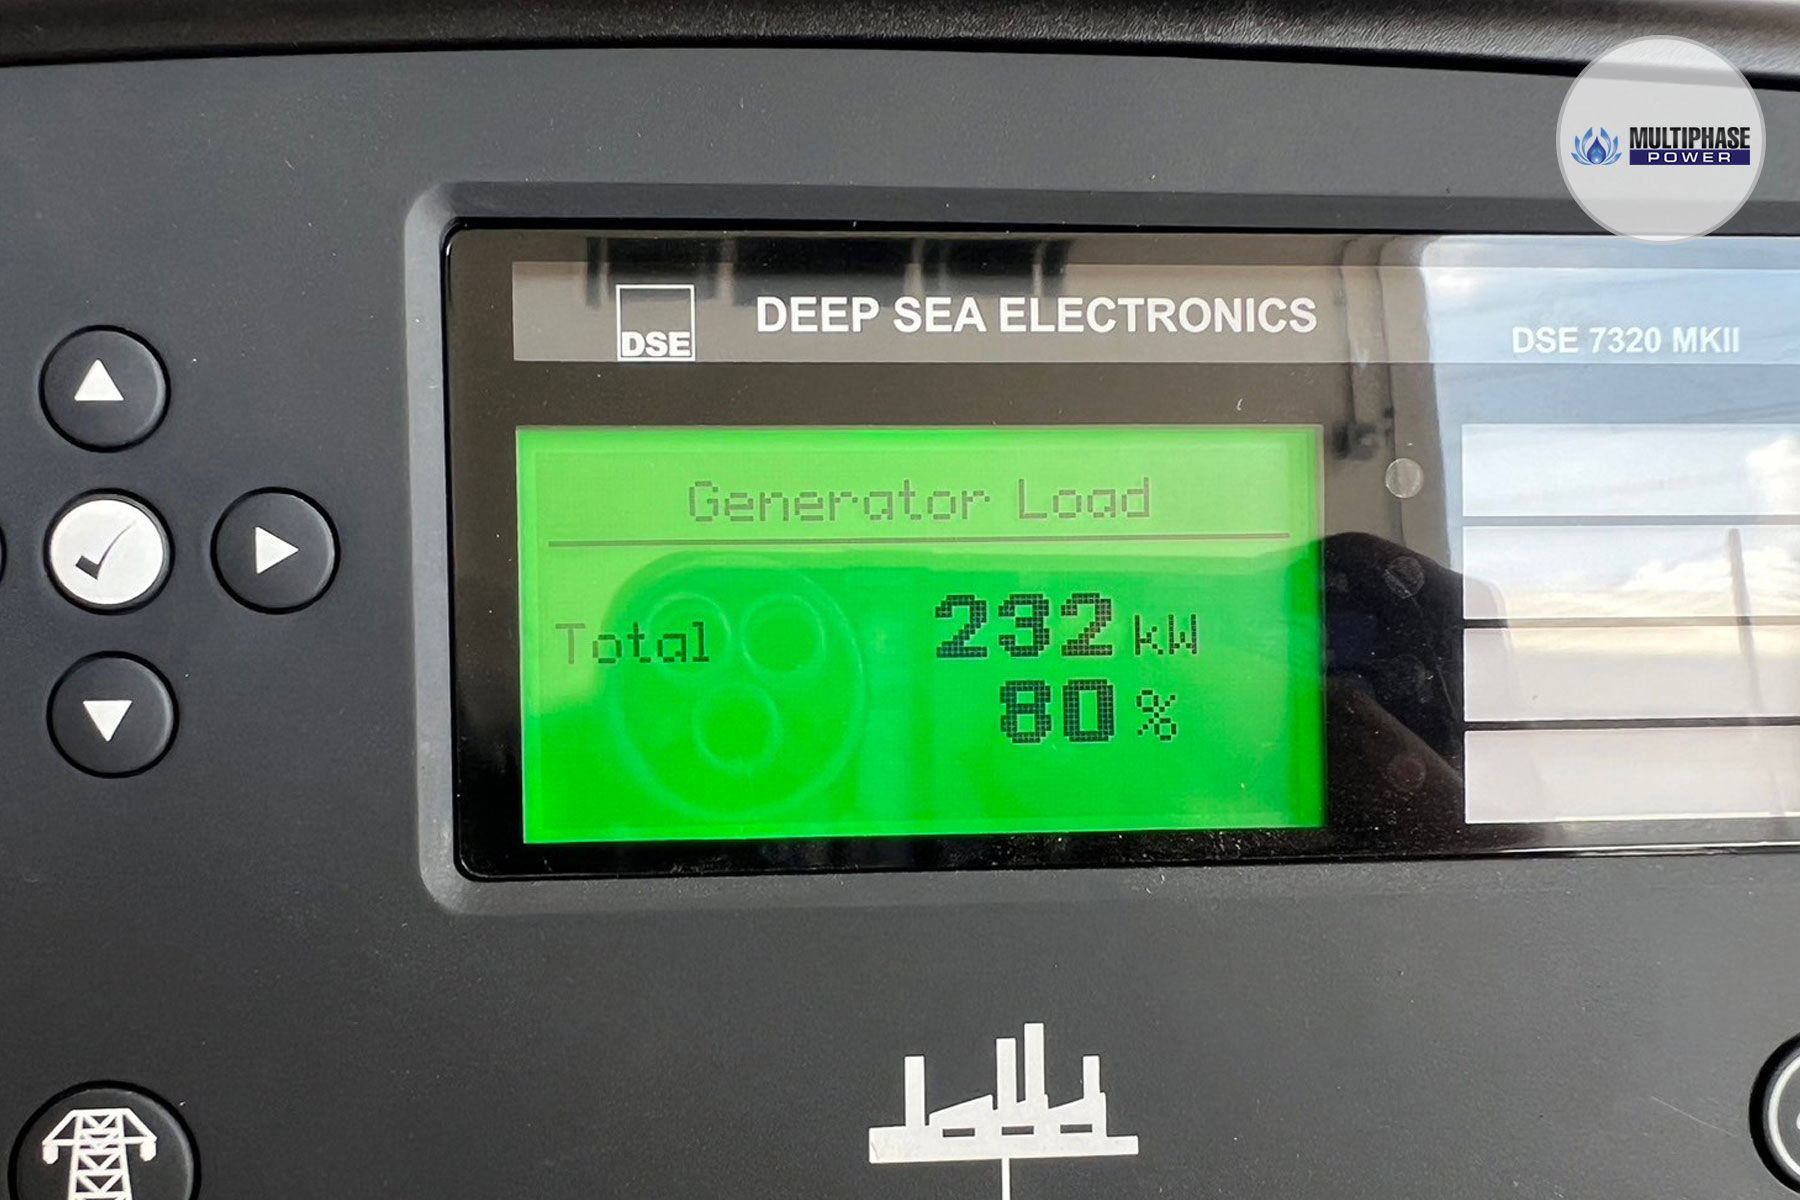 MULTIPHASE
POWER
DSE
DEEP SEA ELECTRONICS
DSE 7320 MKII
Generator Load
Total 232 kW
80 %